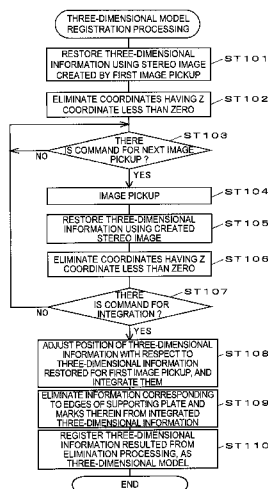 THREE-DIMENSIONAL MODEL
REGISTRATION PROCESSING
RESTORE THREE-DIMENSIONAL
INFORMATION USING STEREO IMAGE
CREATED BY FIRST IMAGE PICKUP
ST101
ELIMINATE COORDINATES HAVING Z
COORDINATE LESS THAN ZERO
ST102
ST103
THERE
IS COMMAND FOR NEXT IMAGE
PICKUP ?
NO
YES
IMAGE PICKUP
ST104
RESTORE THREE-DIMENSIONAL
INFORMATION USING CREATED
STEREO IMAGE
ST105
ELIMINATE COORDINATES HAVING Z
COORDINATE LESS THAN ZERO
ST106
ST107
THERE
IS COMMAND FOR
INTEGRATION ?
NO
YES
ADJUST POSITION OF THREE-DIMENSIONAL
INFORMATION WITH RESPECT TO
THREE-DIMENSIONAL INFORMATION
RESTORED FOR FIRST IMAGE PICKUP, AND
INTEGRATE THEM
ST108
ELIMINATE INFORMATION CORRESPONDING
TO EDGES OF SUPPORTING PLATE AND
MARKS THEREIN FROM INTEGRATED
THREE-DIMENSIONAL INFORMATION
ST109
REGISTER THREE-DIMENSIONAL
INFORMATION RESULTED FROM
ELIMINATION PROCESSING, AS
THREE-DIMENSIONAL MODEL
ST110
END